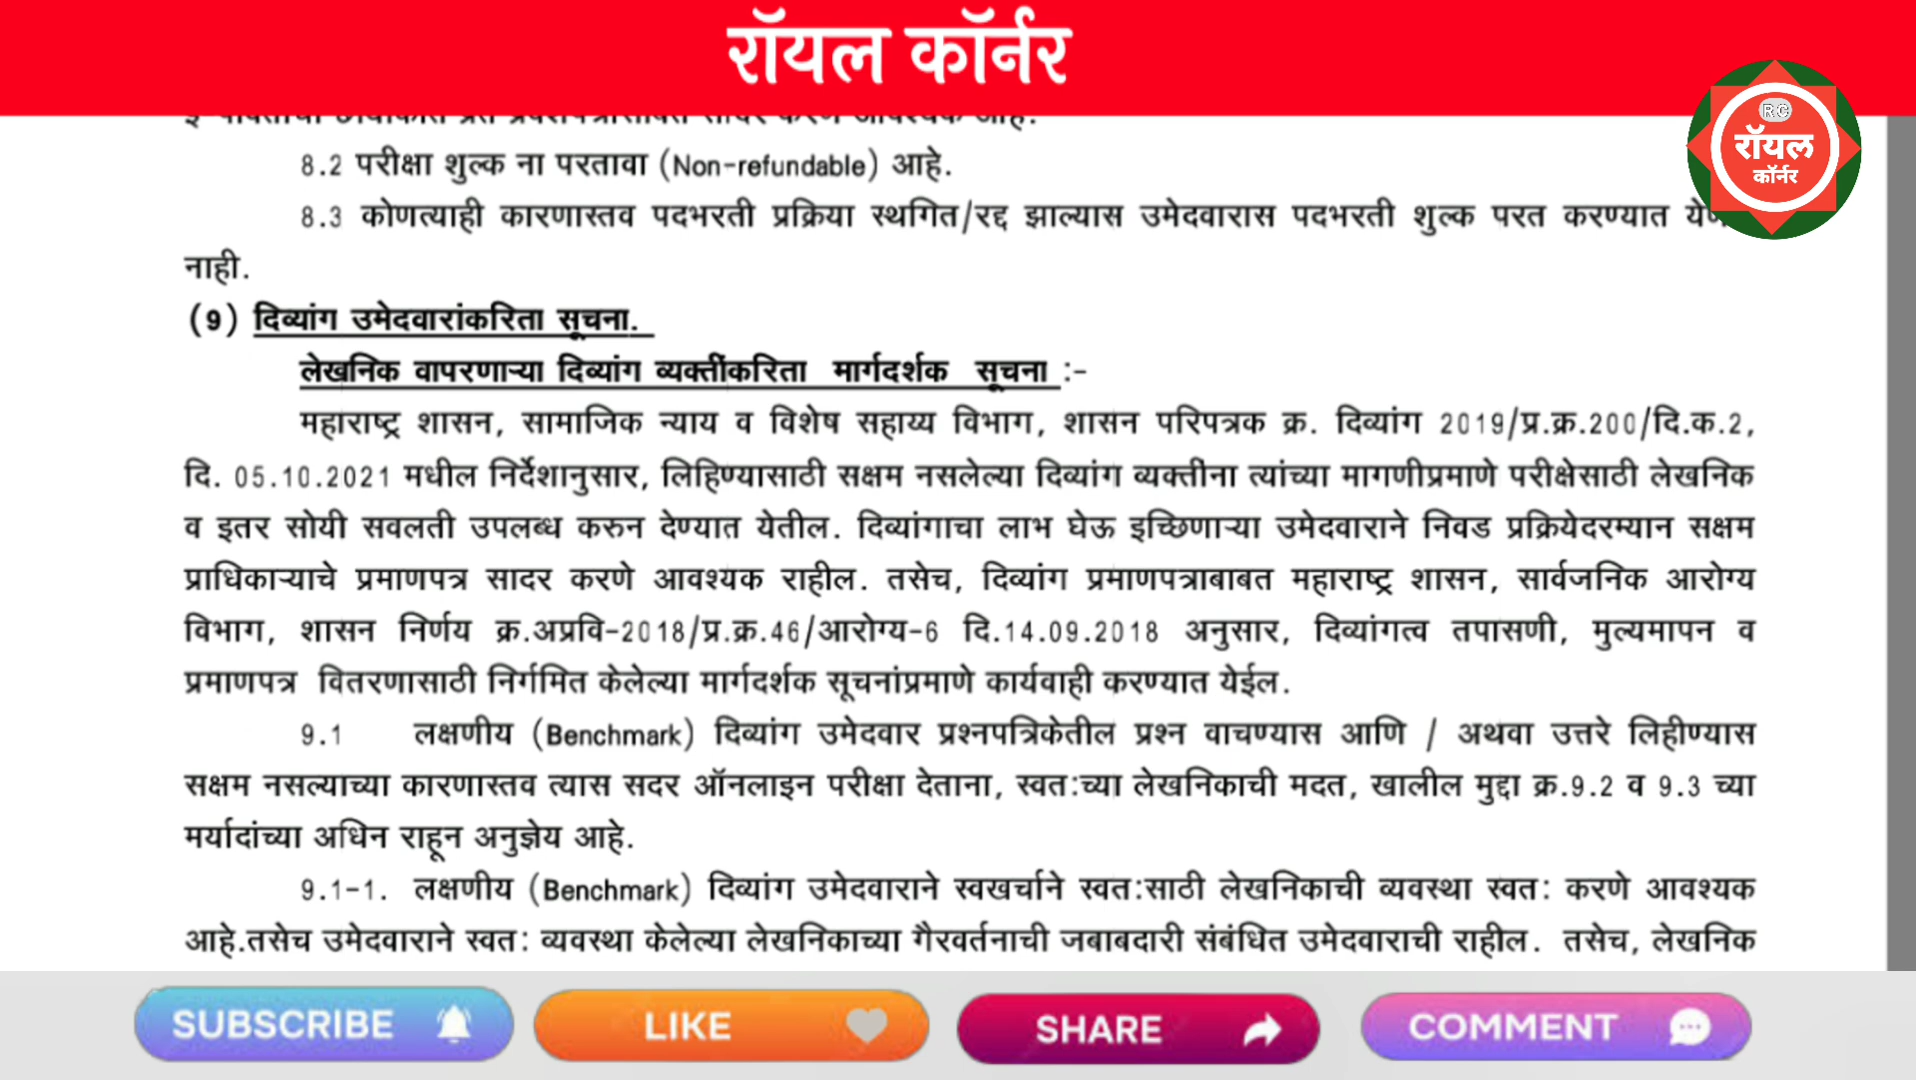 रॉयल कॉर्नर
RC
रॉयल
कॉर्नर
8.2 परीक्षा शुल्क ना परतावा (Non-refundable) आहे.
8.3 कोणत्याही कारणास्तव पदभरती प्रक्रिया स्थगित/रद्द झाल्यास उमेदवारास पदभरती शुल्क परत करण्यात
नाही.
(9) दिव्यांग उमेदवारांकरिता सूचना.
लेखनिक वापरणाऱ्या दिव्यांग व्यक्तींकरिता मार्गदर्शक सूचना :-
महाराष्ट्र शासन, सामाजिक न्याय व विशेष सहाय्य विभाग, शासन परिपत्रक क्र. दिव्यांग 2019/प्र.क्र.200/दि.क.2,
दि. 05.10.2021 मधील निर्देशानुसार, लिहिण्यासाठी सक्षम नसलेल्या दिव्यांग व्यक्तींना त्यांच्या मागणीप्रमाणे परीक्षेसाठी लेखनिक
व इतर सोयी सवलती उपलब्ध करुन देण्यात येतील. दिव्यांगाचा लाभ घेऊ इच्छिणाऱ्या उमेदवाराने निवड प्रक्रियेदरम्यान सक्षम
प्राधिकाऱ्याचे प्रमाणपत्र सादर करणे आवश्यक राहील. तसेच, दिव्यांग प्रमाणपत्राबाबत महाराष्ट्र शासन, सार्वजनिक आरोग्य
विभाग, शासन निर्णय क्र.अप्रवि-2018/प्र.क्र.46/आरोग्य-6 दि.14.09.2018 अनुसार, दिव्यांगत्व तपासणी, मुल्यमापन व
प्रमाणपत्र वितरणासाठी निर्गमित केलेल्या मार्गदर्शक सूचनांप्रमाणे कार्यवाही करण्यात येईल.
9.1 लक्षणीय (Benchmark) दिव्यांग उमेदवार प्रश्नपत्रिकेतील प्रश्न वाचण्यास आणि / अथवा उत्तरे लिहीण्यास
सक्षम नसल्याच्या कारणास्तव त्यास सदर ऑनलाइन परीक्षा देताना, स्वत:च्या लेखनिकाची मदत, खालील मुद्दा क्र.9.2 व 9.3 च्या
मर्यादांच्या अधिन राहून अनुज्ञेय आहे.
9.1-1. लक्षणीय (Benchmark) दिव्यांग उमेदवाराने स्वखर्चाने स्वत:साठी लेखनिकाची व्यवस्था स्वत: करणे आवश्यक
आहे.तसेच उमेदवाराने स्वत: व्यवस्था केलेल्या लेखनिकाच्या गैरवर्तनाची जबाबदारी संबंधित उमेदवाराची राहील. तसेच, लेखनिक
SUBSCRIBE
LIKE
SHARE
COMMENT